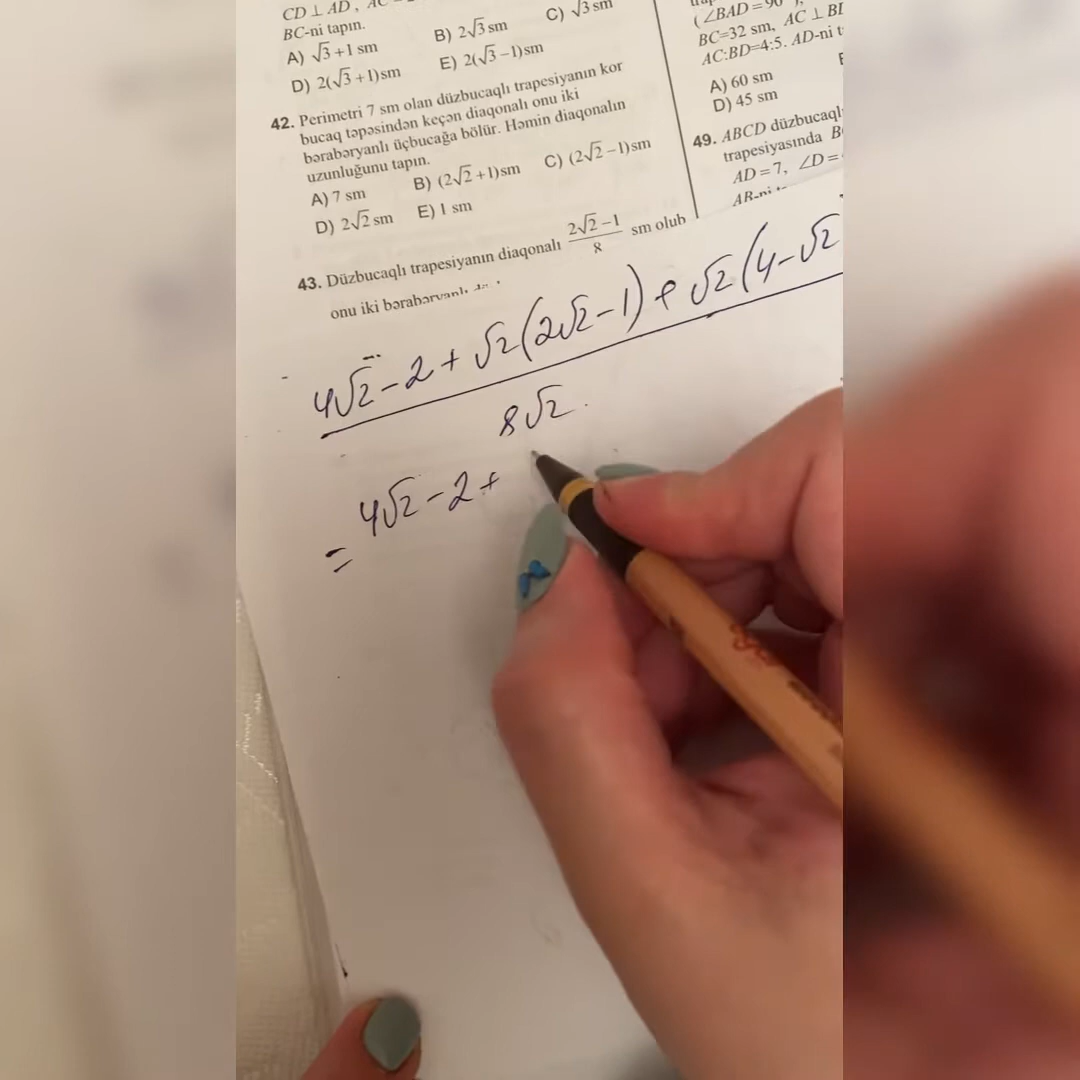 CD ⊥ AD, AC
BC-ni tapın.
A) √3+1 sm B) 2√3 sm C) √3 sm
D) 2(√3+1)sm E) 2(√3−1)sm
42. Perimetri 7 sm olan düzbucaqlı trapesiyanın kor
bucaq təpəsindən keçən diaqonalı onu iki
bərabəryanlı üçbucağa bölür. Həmin diaqonalın
uzunluğunu tapın.
A) 7 sm B) (2√2+1)sm C) (2√2−1)sm
D) 2√2 sm E) 1 sm
43. Düzbucaqlı trapesiyanın diaqonalı (2√2−1)/8 sm olub
onu iki bərabəryanlı
(∠BAD=90
BC=32 sm, AC ⊥
AC:BD=4:5. AD-ni
A) 60 sm
D) 45 sm
49. ABCD düzbucaqlı
trapesiyasında
AD=7, ∠D=
AB-ni
4√2−2+√2(2√2−1)+√2(4−√2
8√2
= 4√2−2+